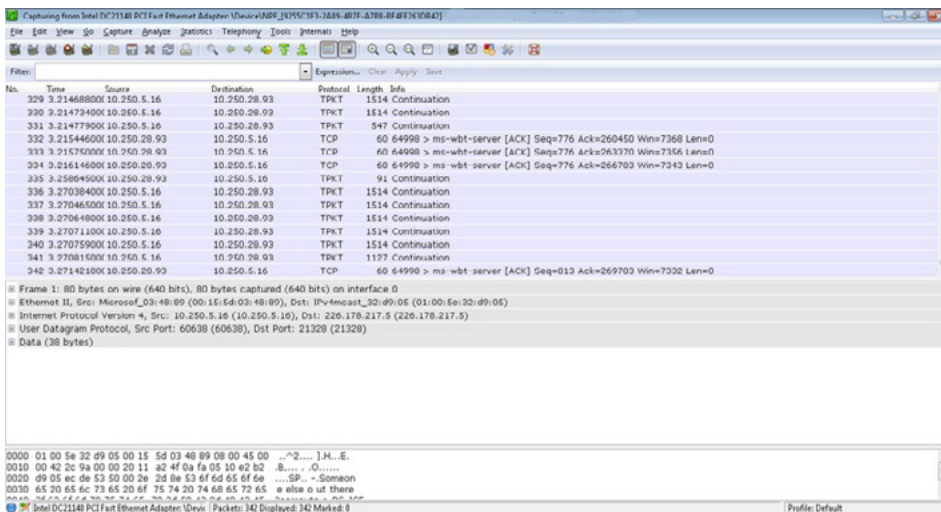 Capturing from Intel DC21140 PCI Fast Ethernet Adapter: \Device\NPF_
File Edit View Go Capture Analyze Statistics Telephony Tools Internals Help
Filter: Expression... Clear Apply Save
No. Time Source Destination Protocol Length Info
329 3.21468800( 10.250.5.16 10.250.28.93 TPKT 1514 Continuation
330 3.21473400( 10.250.5.16 10.250.28.93 TPKT 1514 Continuation
331 3.21477900( 10.250.5.16 10.250.28.93 TPKT 547 Continuation
332 3.21544600( 10.250.28.93 10.250.5.16 TCP 60 64998 > ms-wbt-server [ACK] Seq=776 Ack=260450 Win=7368 Len=0
333 3.21575000( 10.250.28.93 10.250.5.16 TCP 60 64998 > ms-wbt-server [ACK] Seq=776 Ack=263370 Win=7356 Len=0
334 3.21614600( 10.250.28.93 10.250.5.16 TCP 60 64998 > ms-wbt-server [ACK] Seq=776 Ack=266703 Win=7343 Len=0
335 3.25864500( 10.250.28.93 10.250.5.16 TPKT 91 Continuation
336 3.27038400( 10.250.5.16 10.250.28.93 TPKT 1514 Continuation
337 3.27046500( 10.250.5.16 10.250.28.93 TPKT 1514 Continuation
338 3.27064800( 10.250.5.16 10.250.28.93 TPKT 1514 Continuation
339 3.27071100( 10.250.5.16 10.250.28.93 TPKT 1514 Continuation
340 3.27075900( 10.250.5.16 10.250.28.93 TPKT 1514 Continuation
341 3.27081500( 10.250.5.16 10.250.28.93 TPKT 1127 Continuation
342 3.27142100( 10.250.28.93 10.250.5.16 TCP 60 64998 > ms-wbt-server [ACK] Seq=813 Win=7332 Len=0
Frame 1: 80 bytes on wire (640 bits), 80 bytes captured (640 bits) on interface 0
Ethernet II, Src: Microsof_03:48:89 (00:15:5d:03:48:89), Dst: IPv4mcast_32:d9:05 (01:00:5e:32:d9:05)
Internet Protocol Version 4, Src: 10.250.5.16 (10.250.5.16), Dst: 226.178.217.5 (226.178.217.5)
User Datagram Protocol, Src Port: 60638 (60638), Dst Port: 21328 (21328)
Data (38 bytes)
0000 01 00 5e 32 d9 05 00 15 5d 03 48 89 08 00 45 00 ..^2.... ].H...E.
0010 00 42 2c 9a 00 00 20 11 a2 4f 0a fa 05 10 e2 b2 .B,... . .O......
0020 d9 05 ec de 53 50 00 2e 2d 8e 53 6f 6d 65 6f 6e ....SP.. -.Someon
0030 65 20 65 6c 73 65 20 6f 75 74 20 74 68 65 72 65 e else o ut there
Intel DC21140 PCI Fast Ethernet Adapter: \Devic Packets: 342 Displayed: 342 Marked: 0 Profile: Default